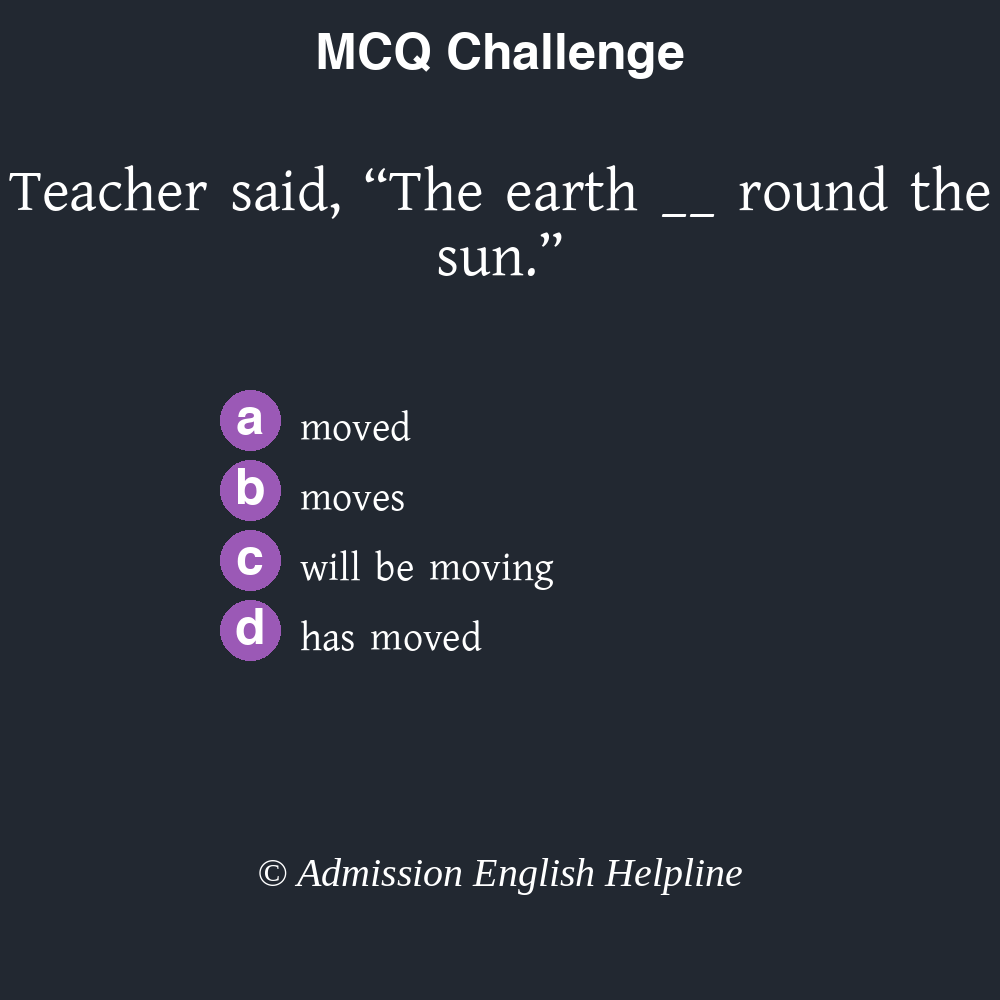 MCQ Challenge
Teacher said, “The earth __ round the
sun.”
a moved
b moves
c will be moving
d has moved
© Admission English Helpline